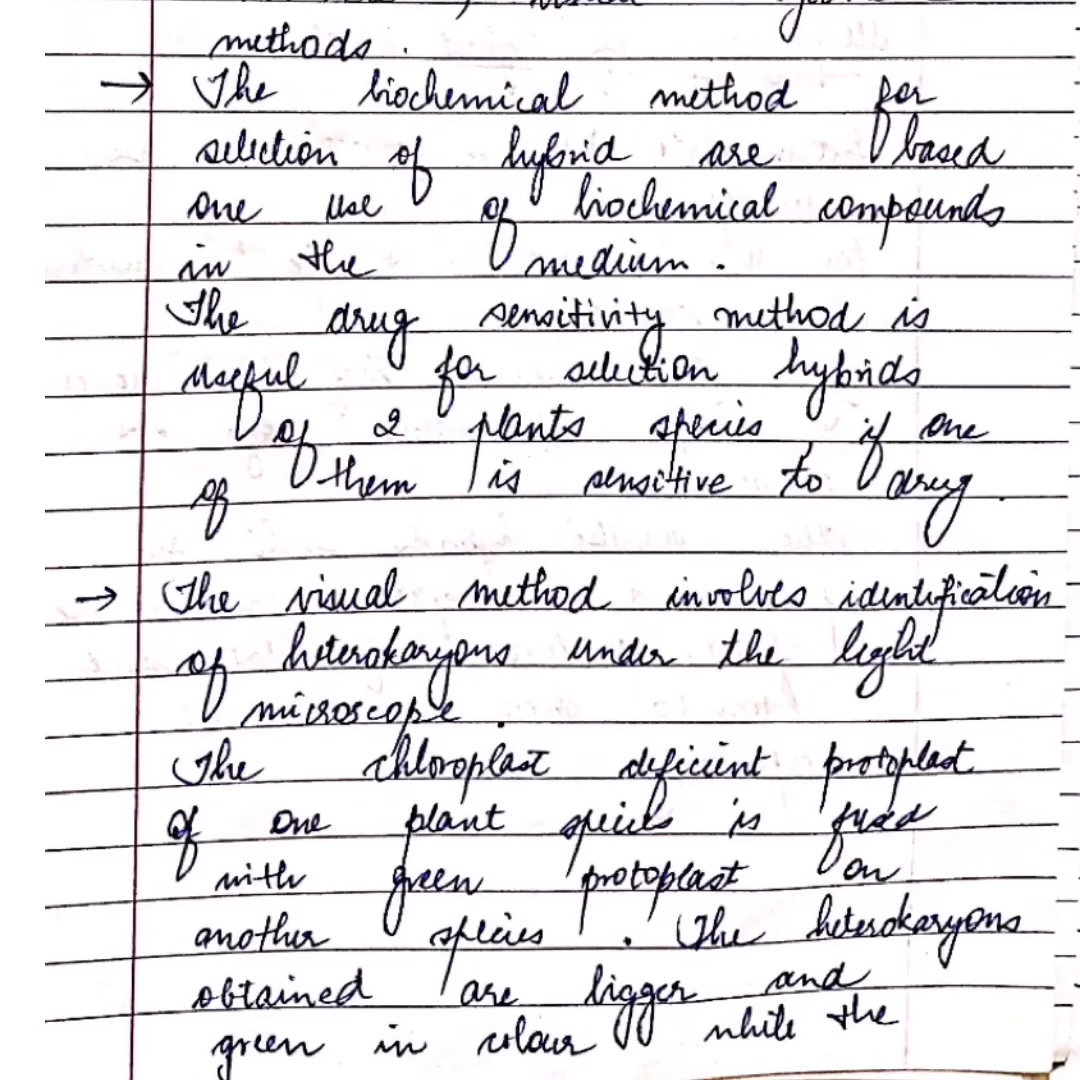 methods.
→ The biochemical method for
selection of hybrid are based
one use of biochemical compounds
in the medium.
The drug sensitivity method is
useful for selection hybrids
of 2 plants species if one
of them is sensitive to drug.
→ The visual method involves identification
of heterokaryons under the light
microscope.
The chloroplast deficient protoplast
of one plant species is fused
with green protoplast on
another species. The heterokaryons
obtained are bigger and
green in colour while the